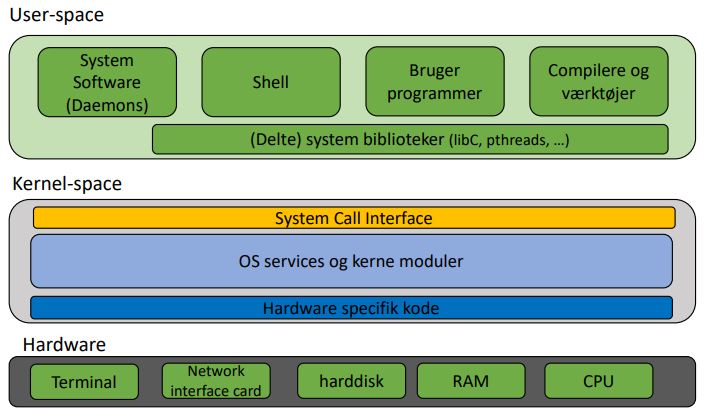 User-space
System
Software
(Daemons)
Shell
Bruger
programmer
Compilere og
værktøjer
(Delte) system biblioteker (libC, pthreads, …)
Kernel-space
System Call Interface
OS services og kerne moduler
Hardware specifik kode
Hardware
Terminal
Network
interface card
harddisk
RAM
CPU